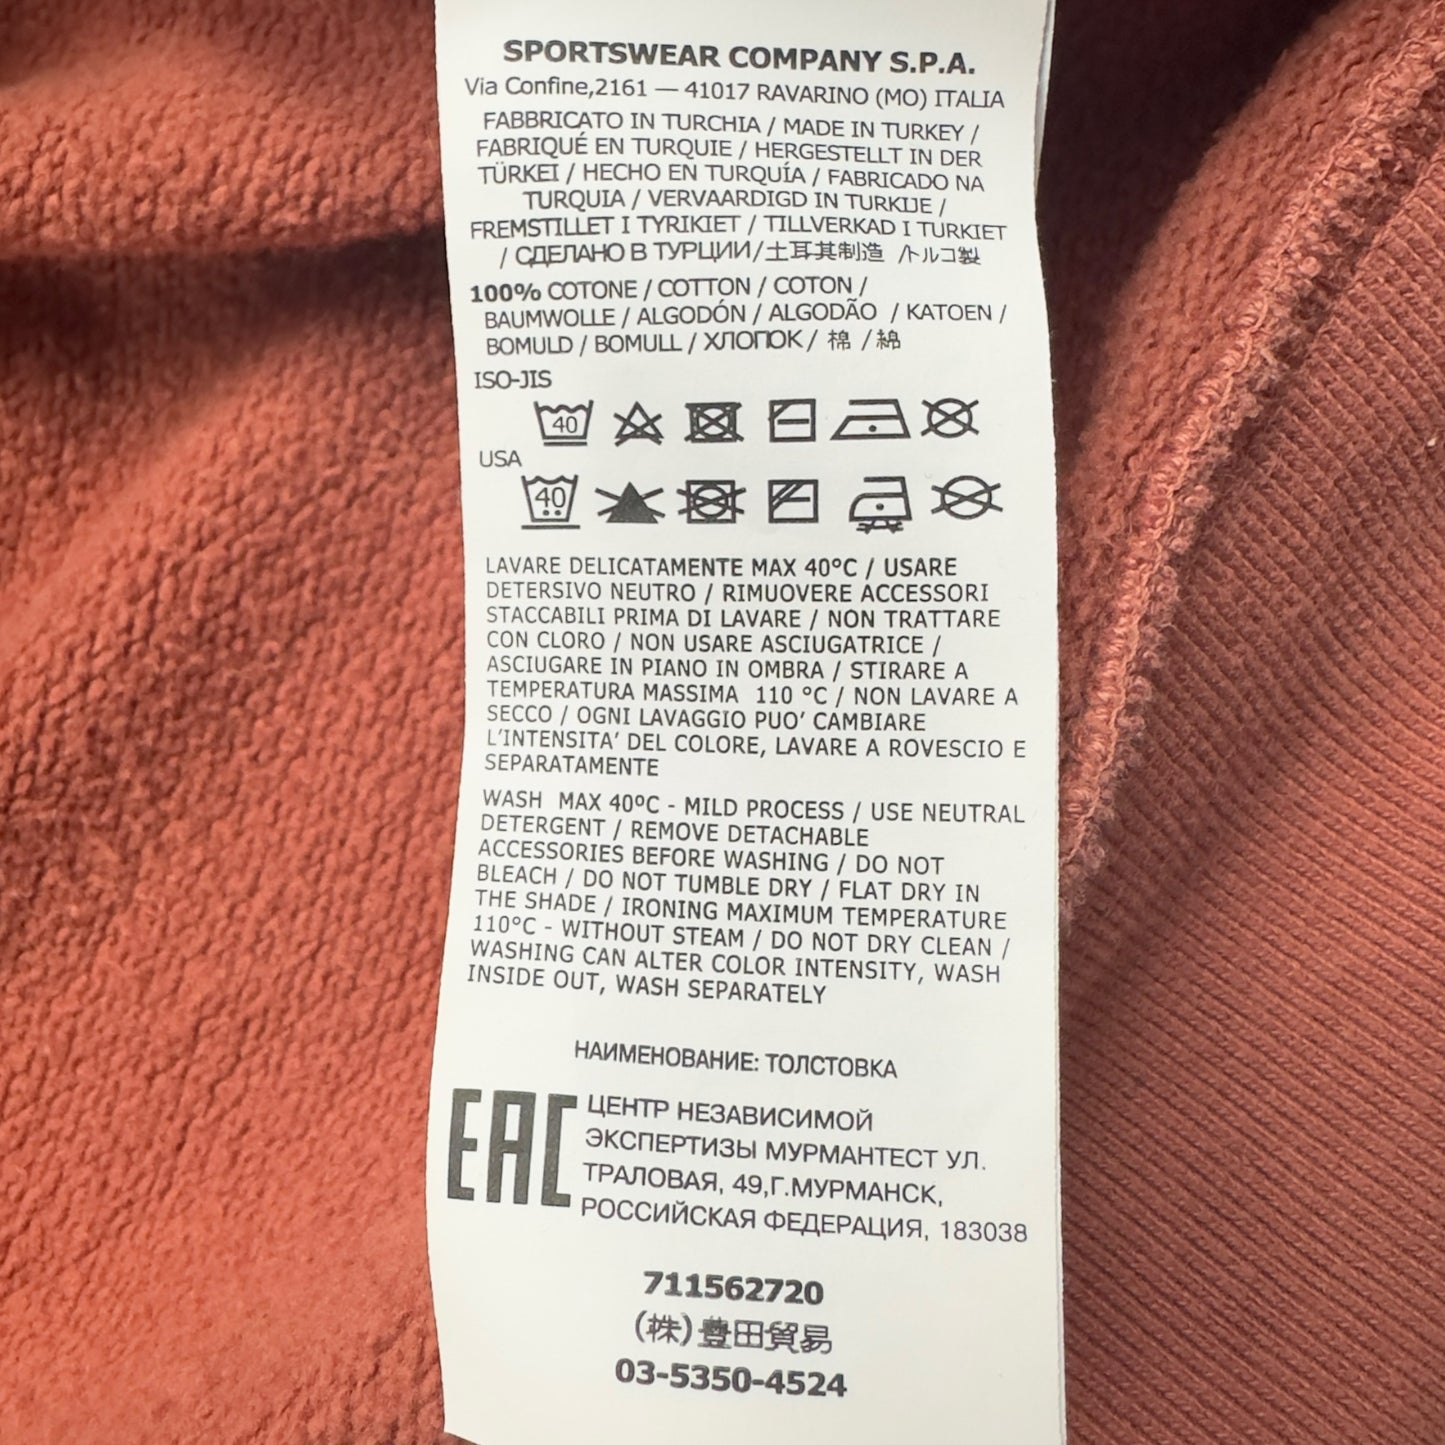 SPORTSWEAR COMPANY S.P.A.
Via Confine,2161 — 41017 RAVARINO (MO) ITALIA
FABBRICATO IN TURCHIA / MADE IN TURKEY /
FABRIQUÉ EN TURQUIE / HERGESTELLT IN DER
TÜRKEI / HECHO EN TURQUÍA / FABRICADO NA
TURQUIA / VERVAARDIGD IN TURKIJE /
FREMSTILLET I TYRIKIET / TILLVERKAD I TURKIET
/ СДЕЛАНО В ТУРЦИИ/土耳其制造 /トルコ製
100% COTONE / COTTON / COTON /
BAUMWOLLE / ALGODÓN / ALGODÃO / KATOEN /
BOMULD / BOMULL / ХЛОПОК / 棉 / 綿
ISO-JIS
40
USA
40
LAVARE DELICATAMENTE MAX 40°C / USARE
DETERSIVO NEUTRO / RIMUOVERE ACCESSORI
STACCABILI PRIMA DI LAVARE / NON TRATTARE
CON CLORO / NON USARE ASCIUGATRICE /
ASCIUGARE IN PIANO IN OMBRA / STIRARE A
TEMPERATURA MASSIMA 110 °C / NON LAVARE A
SECCO / OGNI LAVAGGIO PUO' CAMBIARE
L'INTENSITA' DEL COLORE, LAVARE A ROVESCIO E
SEPARATAMENTE
WASH MAX 40ºC - MILD PROCESS / USE NEUTRAL
DETERGENT / REMOVE DETACHABLE
ACCESSORIES BEFORE WASHING / DO NOT
BLEACH / DO NOT TUMBLE DRY / FLAT DRY IN
THE SHADE / IRONING MAXIMUM TEMPERATURE
110°C - WITHOUT STEAM / DO NOT DRY CLEAN /
WASHING CAN ALTER COLOR INTENSITY, WASH
INSIDE OUT, WASH SEPARATELY
НАИМЕНОВАНИЕ: ТОЛСТОВКА
EAC
ЦЕНТР НЕЗАВИСИМОЙ
ЭКСПЕРТИЗЫ МУРМАНТЕСТ УЛ.
ТРАЛОВАЯ, 49,Г.МУРМАНСК,
РОССИЙСКАЯ ФЕДЕРАЦИЯ, 183038
711562720
(株)豊田貿易
03-5350-4524